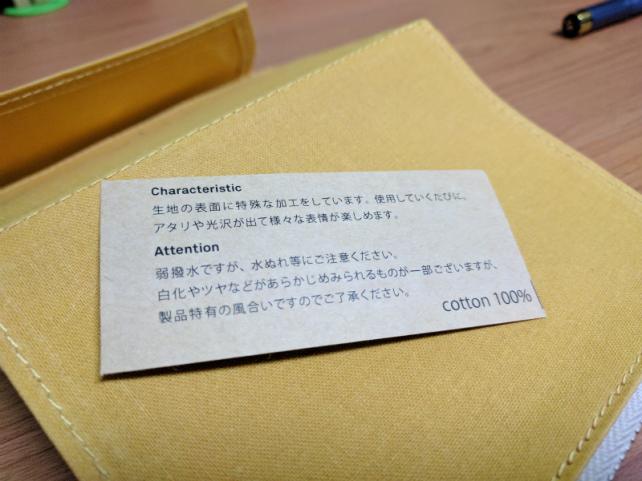 Characteristic
生地の表面に特殊な加工をしています。使用していくたびに、
アタリや光沢が出て様々な表情が楽しめます。
Attention
弱撥水ですが、水ぬれ等にご注意ください。
白化やツヤなどがあらかじめみられるものが一部ございますが、
製品特有の風合いですのでご了承ください。
cotton 100%